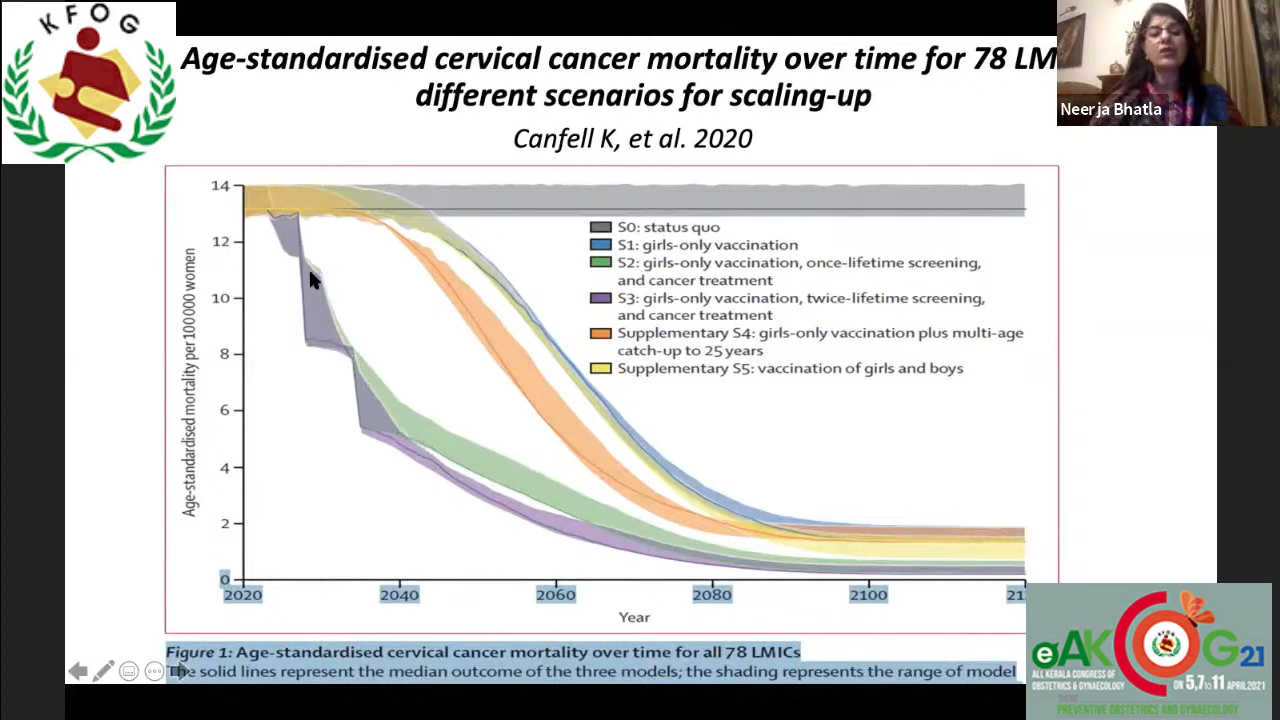 KFOG
Age-standardised cervical cancer mortality over time for 78 LM
different scenarios for scaling-up
Canfell K, et al. 2020
Neerja Bhatla
Age-standardised mortality per 100 000 women
14
12
10
8
6
4
2
0
S0: status quo
S1: girls-only vaccination
S2: girls-only vaccination, once-lifetime screening,
and cancer treatment
S3: girls-only vaccination, twice-lifetime screening,
and cancer treatment
Supplementary S4: girls-only vaccination plus multi-age
catch-up to 25 years
Supplementary S5: vaccination of girls and boys
2020 2040 2060 2080 2100 21
Year
Figure 1: Age-standardised cervical cancer mortality over time for all 78 LMICs
The solid lines represent the median outcome of the three models; the shading represents the range of model
eAKCOG21
ALL KERALA CONGRESS OF
OBSTETRICS & GYNAECOLOGY
ON 5,7 to 11 APRIL2021
PREVENTIVE OBSTETRICS AND GYNAECOLOGY